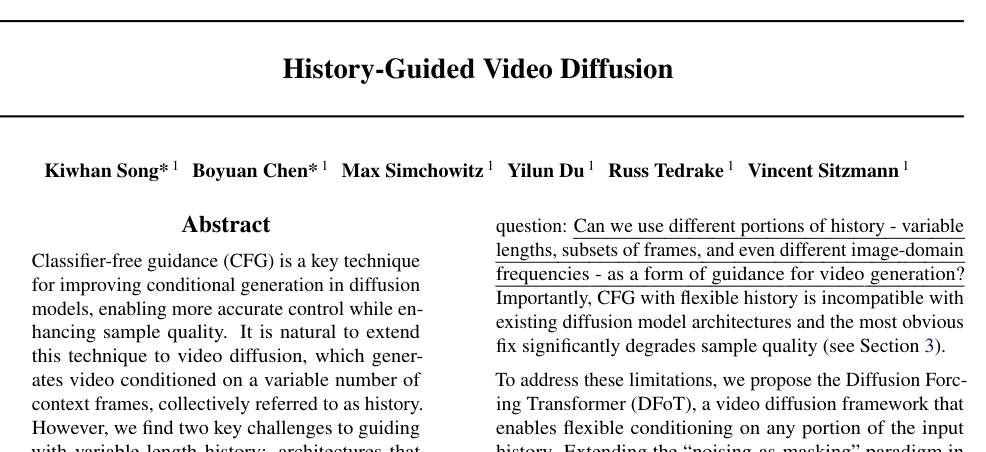 History-Guided Video Diffusion
Kiwhan Song* 1 Boyuan Chen* 1 Max Simchowitz 1 Yilun Du 1 Russ Tedrake 1 Vincent Sitzmann 1
Abstract
Classifier-free guidance (CFG) is a key technique
for improving conditional generation in diffusion
models, enabling more accurate control while en-
hancing sample quality. It is natural to extend
this technique to video diffusion, which gener-
ates video conditioned on a variable number of
context frames, collectively referred to as history.
However, we find two key challenges to guiding
with variable-length history: architectures that
question: Can we use different portions of history - variable
lengths, subsets of frames, and even different image-domain
frequencies - as a form of guidance for video generation?
Importantly, CFG with flexible history is incompatible with
existing diffusion model architectures and the most obvious
fix significantly degrades sample quality (see Section 3).
To address these limitations, we propose the Diffusion Forc-
ing Transformer (DFoT), a video diffusion framework that
enables flexible conditioning on any portion of the input
history. Extending the “noising-as-masking” paradigm in